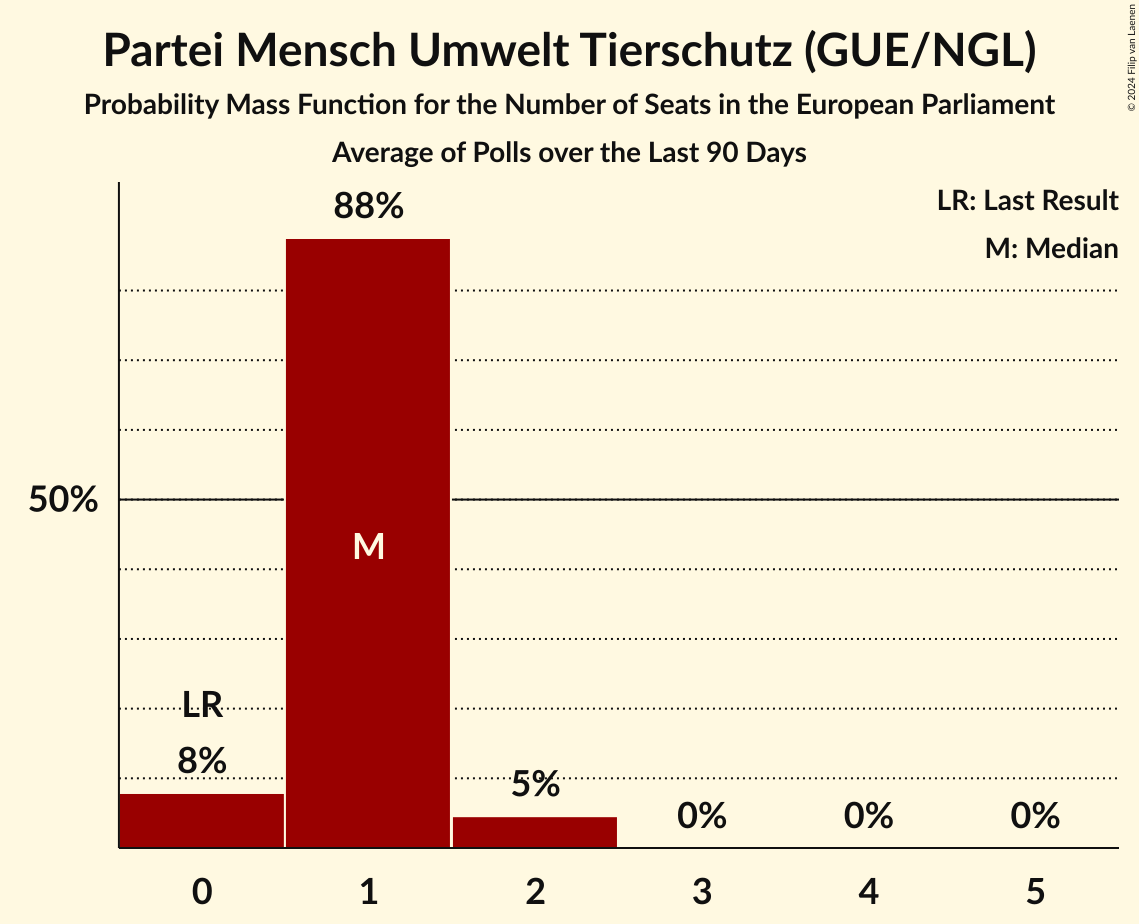 Partei Mensch Umwelt Tierschutz (GUE/NGL)
Probability Mass Function for the Number of Seats in the European Parliament
Average of Polls over the Last 90 Days
© 2024 Filip van Laenen
LR: Last Result
M: Median
88%
50%
M
LR
8%
5%
0%
0%
0%
0
1
2
3
4
5